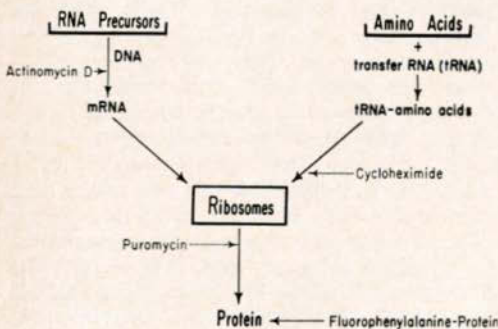 RNA Precursors
Amino Acids
+
DNA
transfer RNA (tRNA)
Actinomycin D
mRNA
tRNA-amino acids
Cycloheximide
Ribosomes
Puromycin
Protein
Fluorophenylalanine-Protein